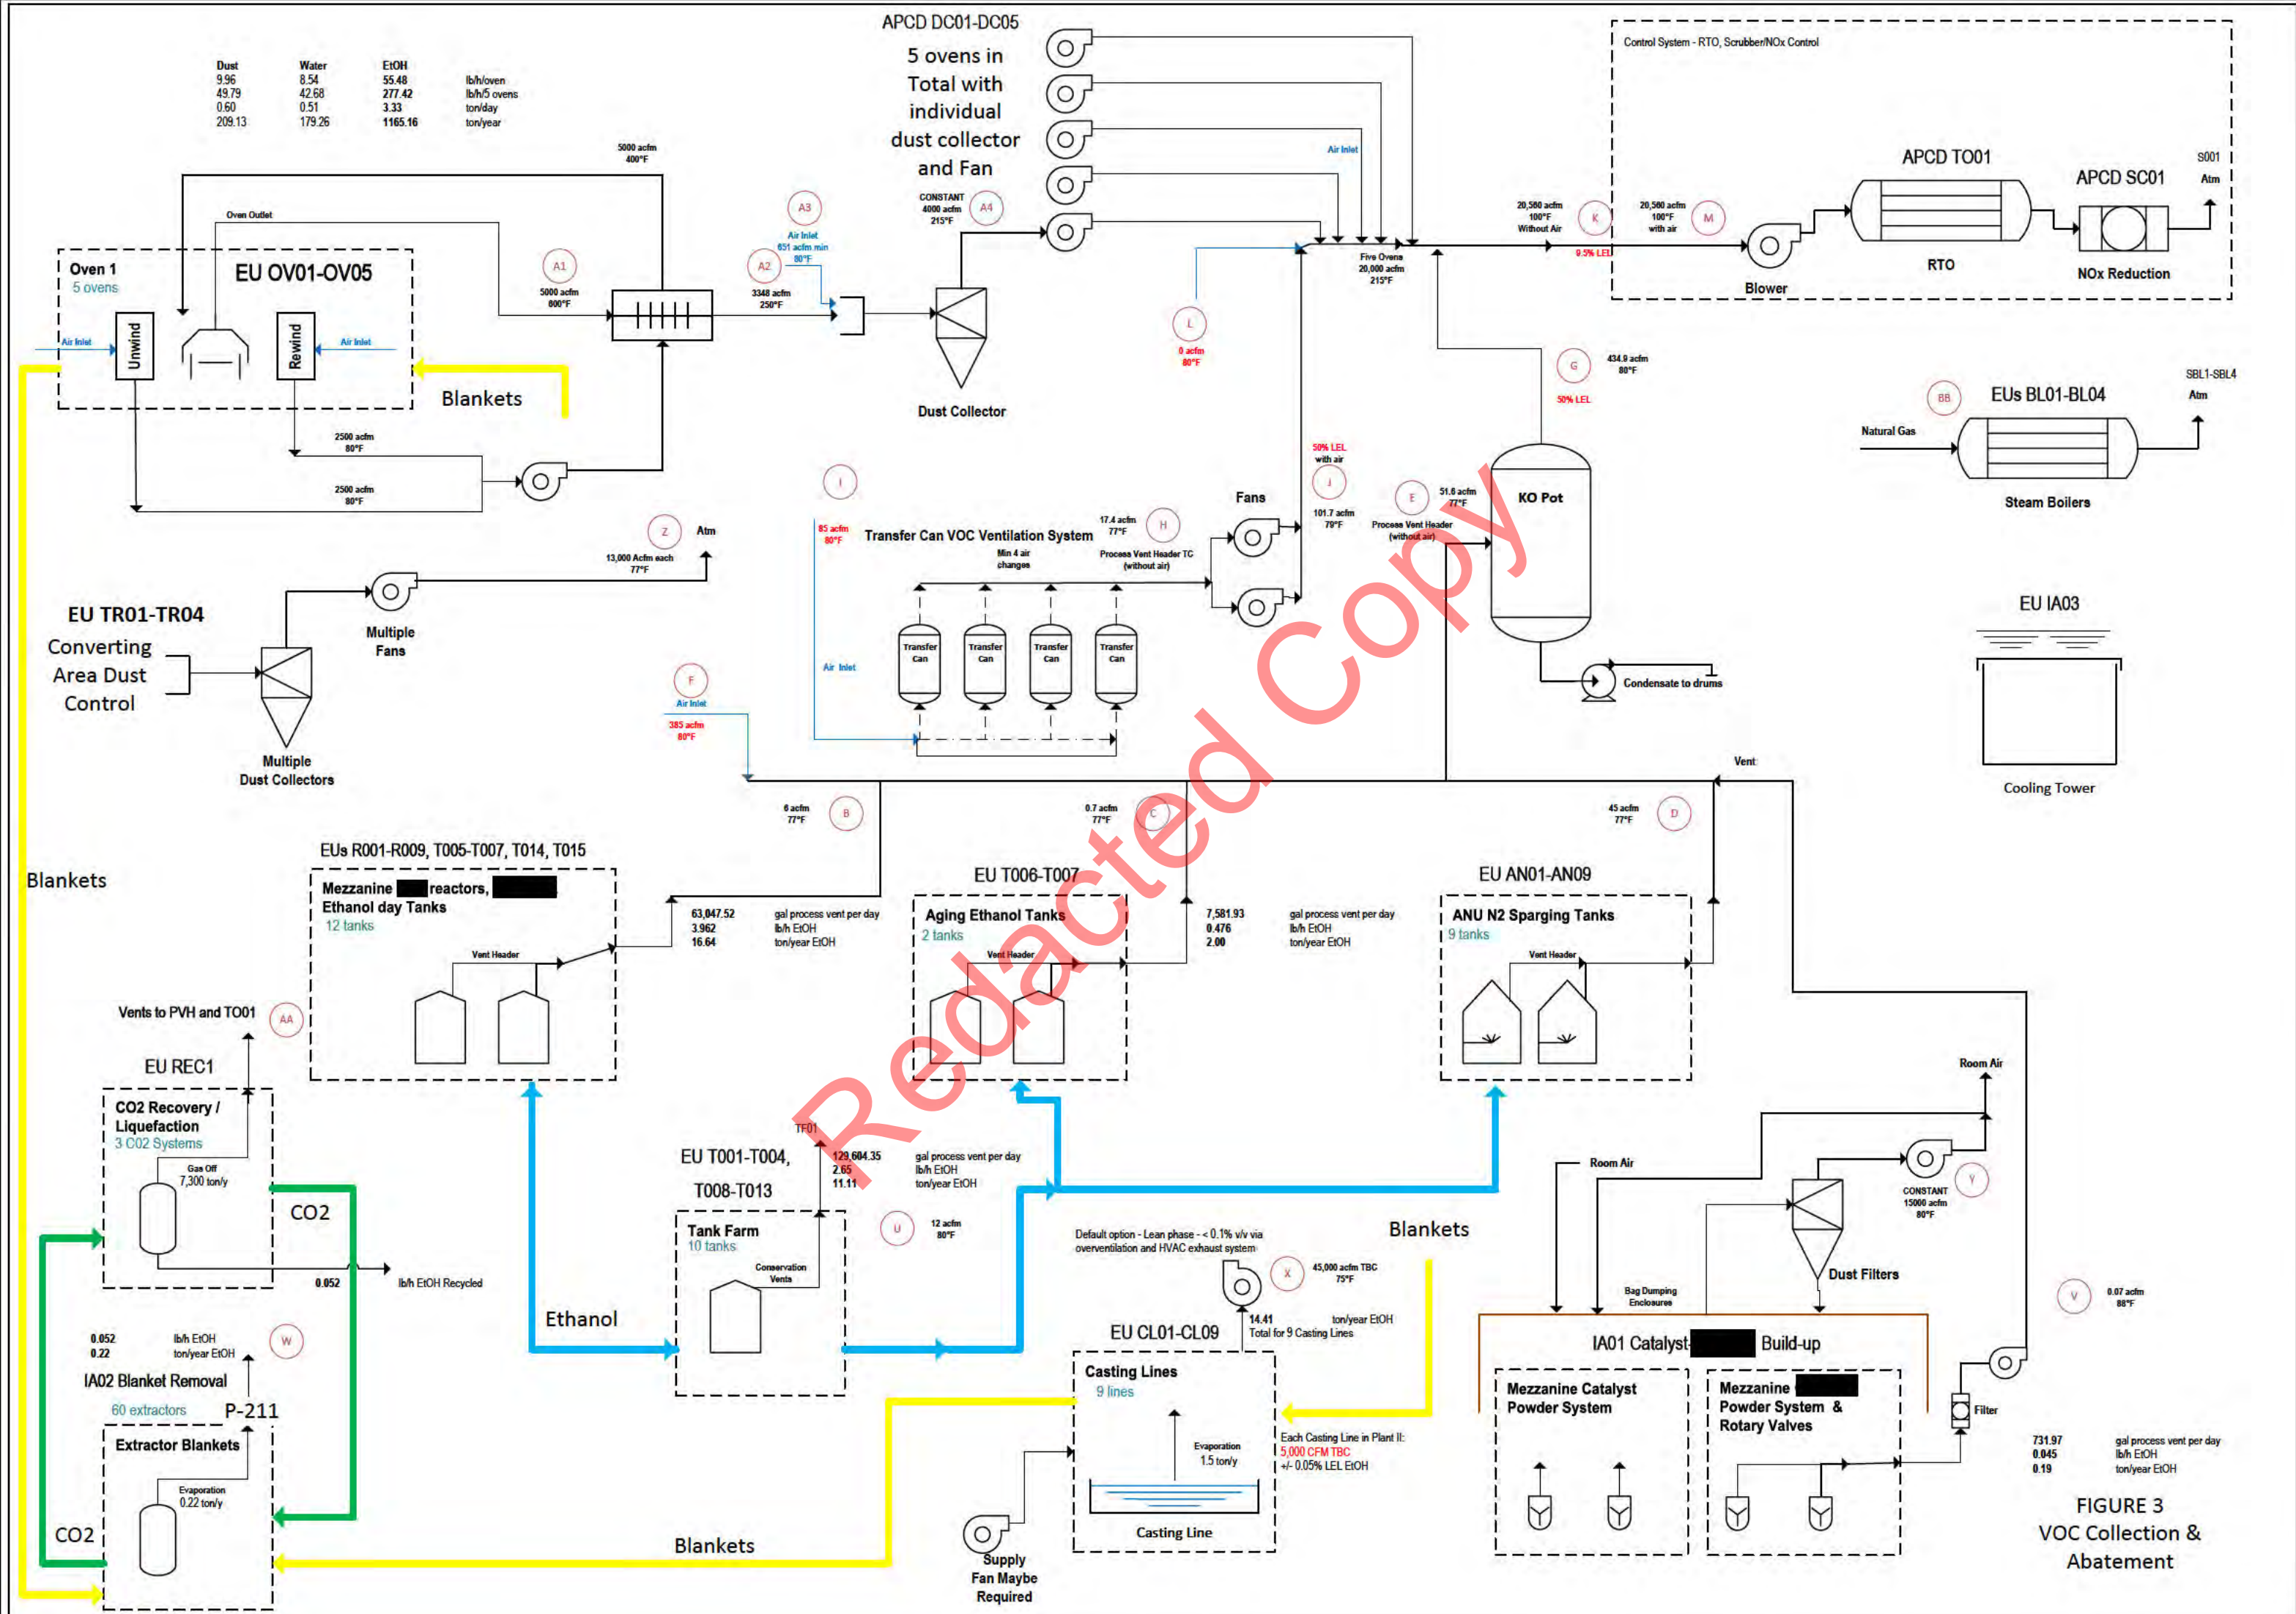 APCD DC01-DC05
5 ovens in
Total with
individual
dust collector
and Fan
Dust Water EtOH
9.96 8.54 55.48 lb/h/oven
49.79 42.68 277.42 lb/h/5 ovens
0.60 0.51 3.33 ton/day
209.13 179.26 1165.16 ton/year
5000 acfm
400°F
Oven Outlet
Oven 1
5 ovens
EU OV01-OV05
Air Inlet
Unwind
Rewind
Air Inlet
Blankets
A1
5000 acfm
600°F
A2
3348 acfm
250°F
A3
Air Inlet
651 acfm min
80°F
CONSTANT
4000 acfm
215°F
A4
Dust Collector
2500 acfm
80°F
2500 acfm
80°F
Air Inlet
Five Ovens
20,000 acfm
215°F
L
0 acfm
80°F
20,560 acfm
100°F
Without Air
K
9.5% LEL
Control System - RTO, Scrubber/NOx Control
20,560 acfm
100°F
with air
M
Blower
APCD TO01
RTO
APCD SC01
NOx Reduction
S001
Atm
G
434.9 acfm
80°F
50% LEL
BB
Natural Gas
EUs BL01-BL04
SBL1-SBL4
Atm
Steam Boilers
Z
Atm
13,000 Acfm each
77°F
EU TR01-TR04
Converting
Area Dust
Control
Multiple
Fans
Multiple
Dust Collectors
I
85 acfm
80°F
Transfer Can VOC Ventilation System
Min 4 air
changes
17.4 acfm
77°F
H
Process Vent Header TC
(without air)
Fans
50% LEL
with air
J
101.7 acfm
79°F
E
51.6 acfm
77°F
Process Vent Header
(without air)
KO Pot
Condensate to drums
Transfer
Can
Transfer
Can
Transfer
Can
Transfer
Can
Air Inlet
F
Air Inlet
385 acfm
80°F
EU IA03
Cooling Tower
Vent
6 acfm
77°F
B
0.7 acfm
77°F
C
45 acfm
77°F
D
Redacted Copy
Blankets
EUs R001-R009, T005-T007, T014, T015
Mezzanine reactors,
Ethanol day Tanks
12 tanks
Vent Header
63,047.52 gal process vent per day
3.962 lb/h EtOH
16.64 ton/year EtOH
EU T006-T007
Aging Ethanol Tanks
2 tanks
Vent Header
7,581.93 gal process vent per day
0.476 lb/h EtOH
2.00 ton/year EtOH
EU AN01-AN09
ANU N2 Sparging Tanks
9 tanks
Vent Header
Vents to PVH and TO01
AA
EU REC1
CO2 Recovery /
Liquefaction
3 C02 Systems
Gas Off
7,300 ton/y
CO2
0.052 lb/h EtOH Recycled
0.052 lb/h EtOH
0.22 ton/year EtOH
W
IA02 Blanket Removal
60 extractors
P-211
Extractor Blankets
Evaporation
0.22 ton/y
CO2
Ethanol
TF01
129,604.35 gal process vent per day
2.65 lb/h EtOH
11.11 ton/year EtOH
EU T001-T004,
T008-T013
Tank Farm
10 tanks
Conservation
Vents
U
12 acfm
80°F
Blankets
Default option - Lean phase - < 0.1% v/v via
overventilation and HVAC exhaust system
X
45,000 acfm TBC
75°F
14.41 ton/year EtOH
Total for 9 Casting Lines
EU CL01-CL09
Casting Lines
9 lines
Evaporation
1.5 ton/y
Casting Line
Each Casting Line in Plant II:
5,000 CFM TBC
+/- 0.05% LEL EtOH
Blankets
Supply
Fan Maybe
Required
Room Air
Room Air
CONSTANT
15000 acfm
80°F
Y
Dust Filters
Bag Dumping
Enclosures
IA01 Catalyst- Build-up
Mezzanine Catalyst
Powder System
Mezzanine
Powder System &
Rotary Valves
Filter
V
0.07 acfm
88°F
731.97 gal process vent per day
0.045 lb/h EtOH
0.19 ton/year EtOH
FIGURE 3
VOC Collection &
Abatement